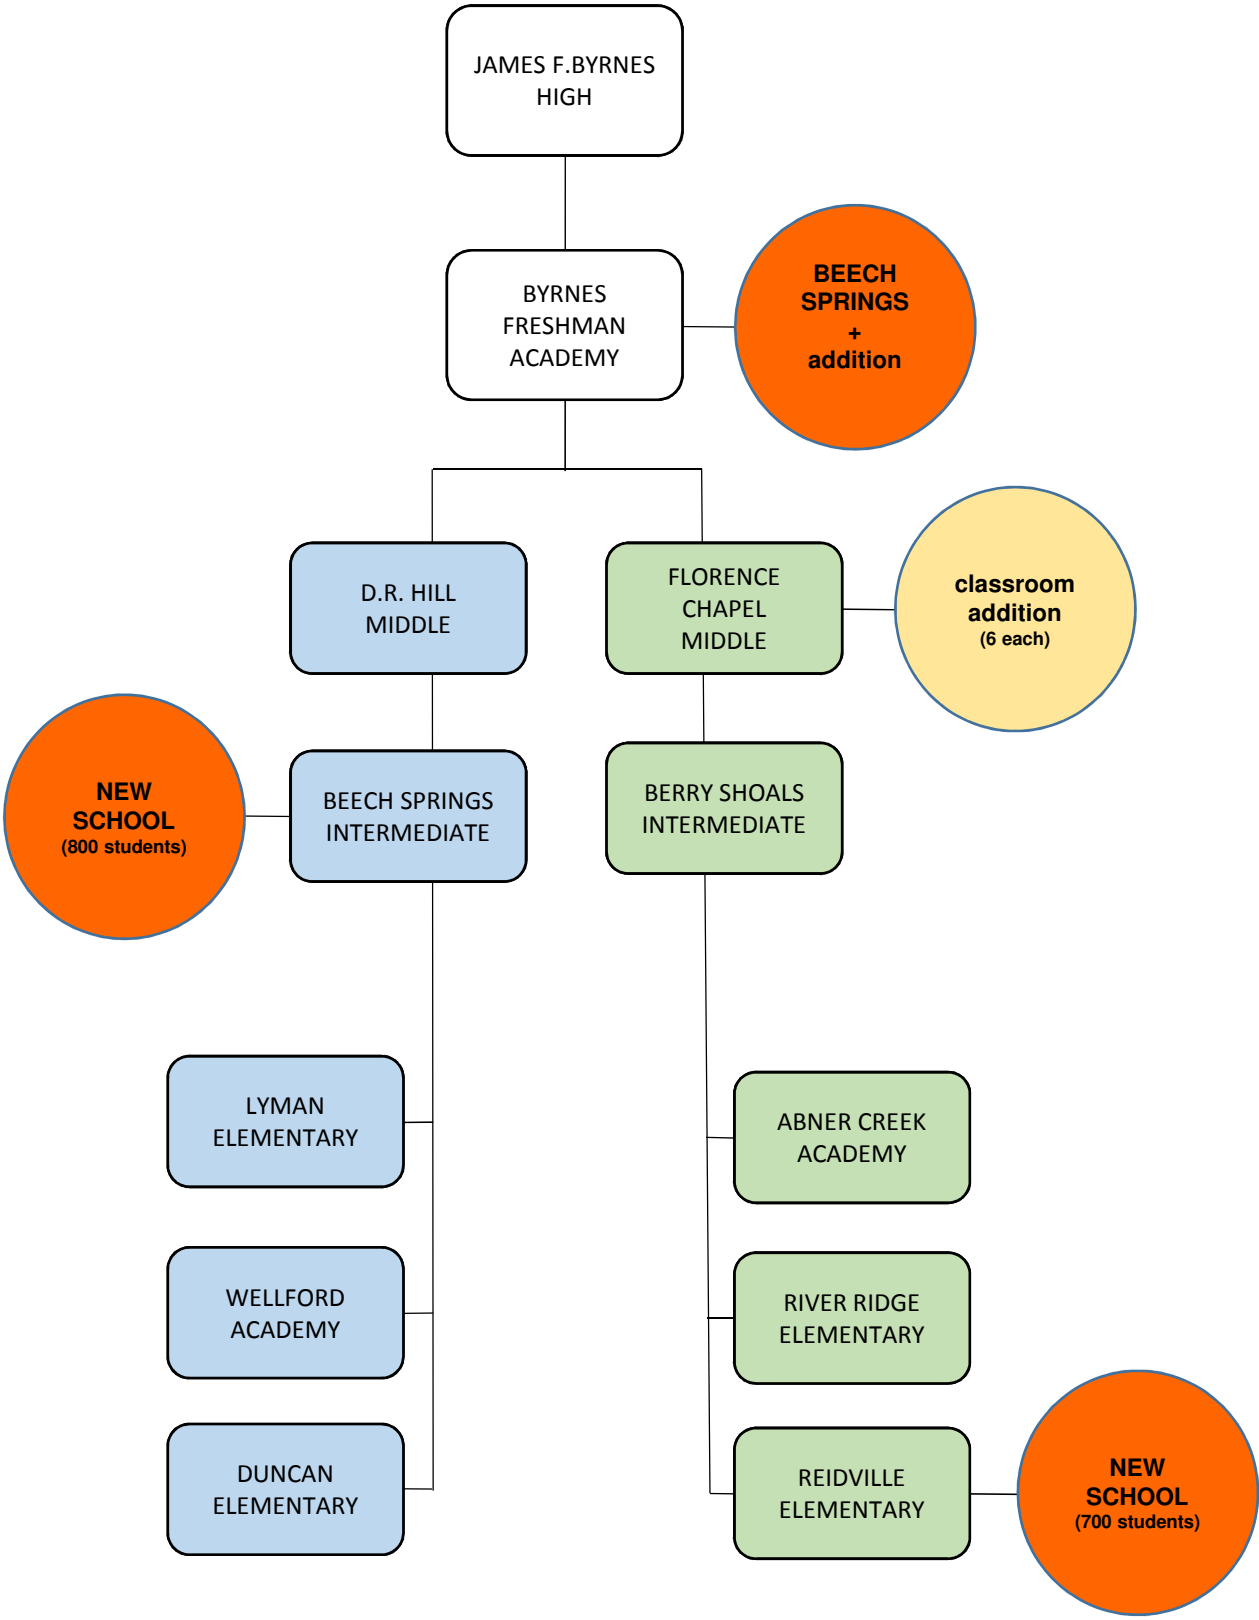 JAMES F.BYRNES
HIGH
BYRNES
FRESHMAN
ACADEMY
BEECH
SPRINGS
+
addition
D.R. HILL
MIDDLE
FLORENCE
CHAPEL
MIDDLE
classroom
addition
(6 each)
NEW
SCHOOL
(800 students)
BEECH SPRINGS
INTERMEDIATE
BERRY SHOALS
INTERMEDIATE
LYMAN
ELEMENTARY
ABNER CREEK
ACADEMY
WELLFORD
ACADEMY
RIVER RIDGE
ELEMENTARY
DUNCAN
ELEMENTARY
REIDVILLE
ELEMENTARY
NEW
SCHOOL
(700 students)